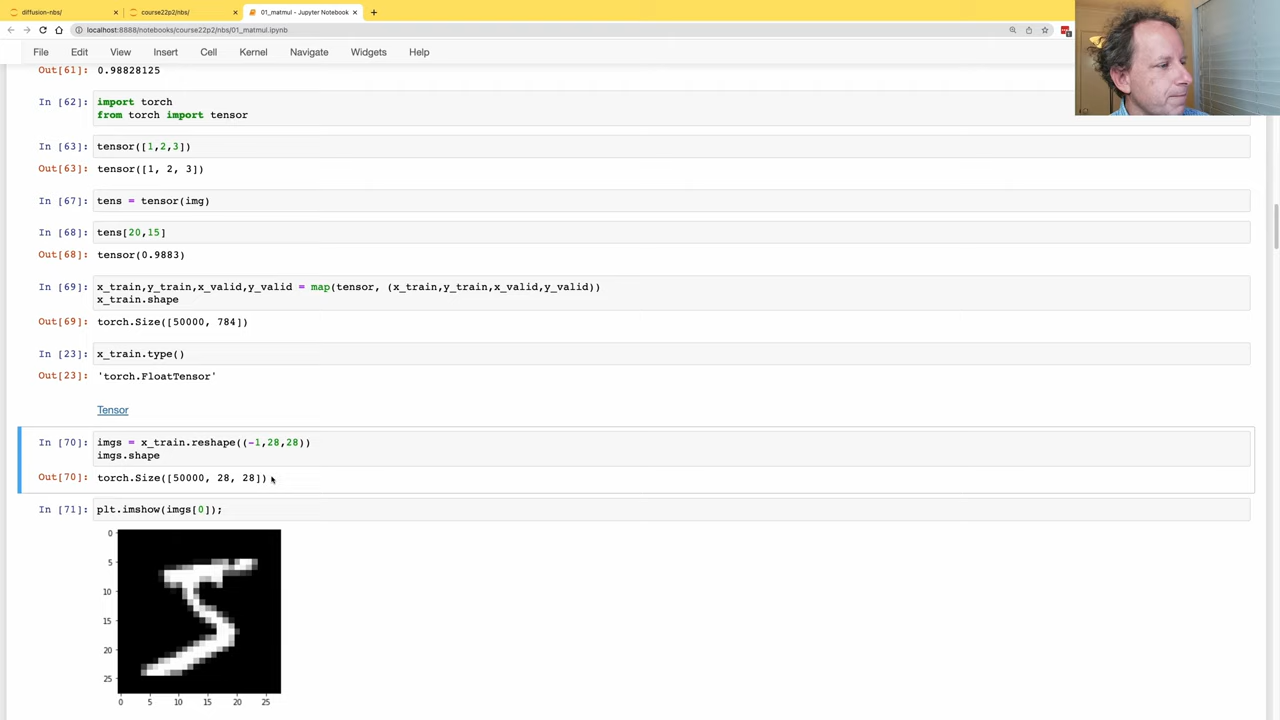 diffusion-nbs/
course22p2/nbs/
01_matmul - Jupyter Notebook
localhost:8888/notebooks/course22p2/nbs/01_matmul.ipynb
File Edit View Insert Cell Kernel Navigate Widgets Help
Out[61]: 0.98828125
In [62]: import torch
from torch import tensor
In [63]: tensor([1,2,3])
Out[63]: tensor([1, 2, 3])
In [67]: tens = tensor(img)
In [68]: tens[20,15]
Out[68]: tensor(0.9883)
In [69]: x_train,y_train,x_valid,y_valid = map(tensor, (x_train,y_train,x_valid,y_valid))
x_train.shape
Out[69]: torch.Size([50000, 784])
In [23]: x_train.type()
Out[23]: 'torch.FloatTensor'
Tensor
In [70]: imgs = x_train.reshape((-1,28,28))
imgs.shape
Out[70]: torch.Size([50000, 28, 28])
In [71]: plt.imshow(imgs[0]);
0
5
10
15
20
25
0 5 10 15 20 25